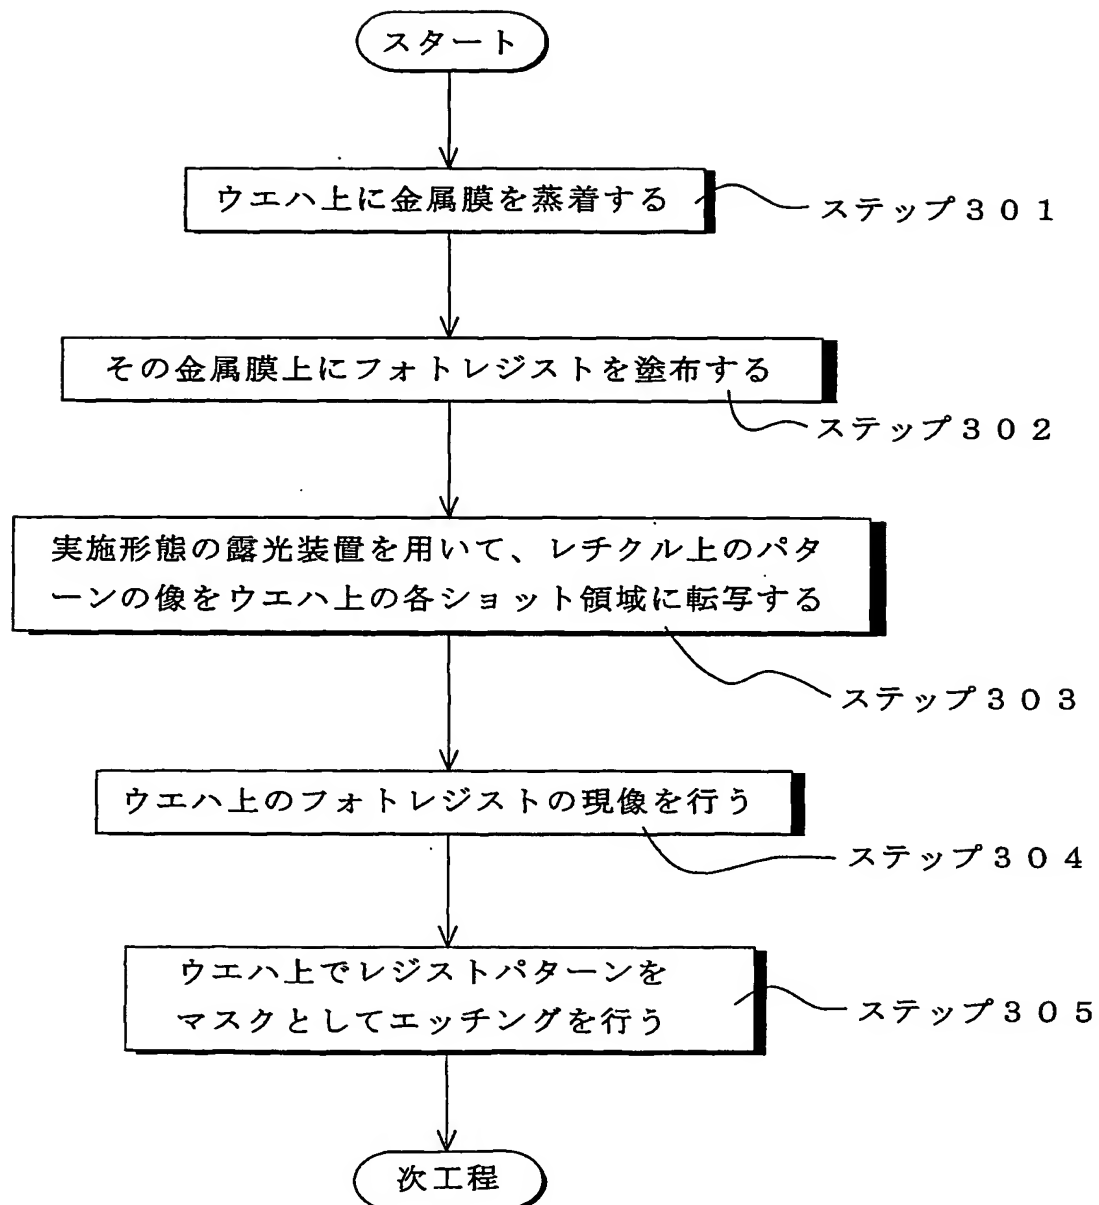 スタート
ウエハ上に金属膜を蒸着する
ステップ301
その金属膜上にフォトレジストを塗布する
ステップ302
実施形態の露光装置を用いて、レチクル上のパタ
ーンの像をウエハ上の各ショット領域に転写する
ステップ303
ウエハ上のフォトレジストの現像を行う
ステップ304
ウエハ上でレジストパターンを
マスクとしてエッチングを行う
ステップ305
次工程